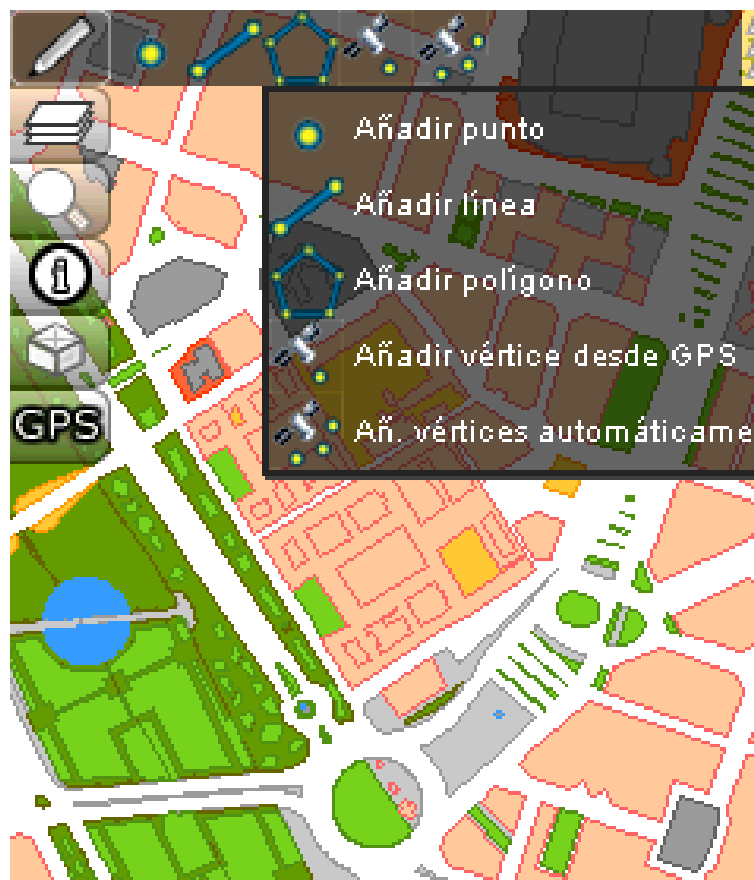 Añadir punto
Añadir línea
Añadir polígono
Añadir vértice desde GPS
Añ. vértices automáticame
GPS